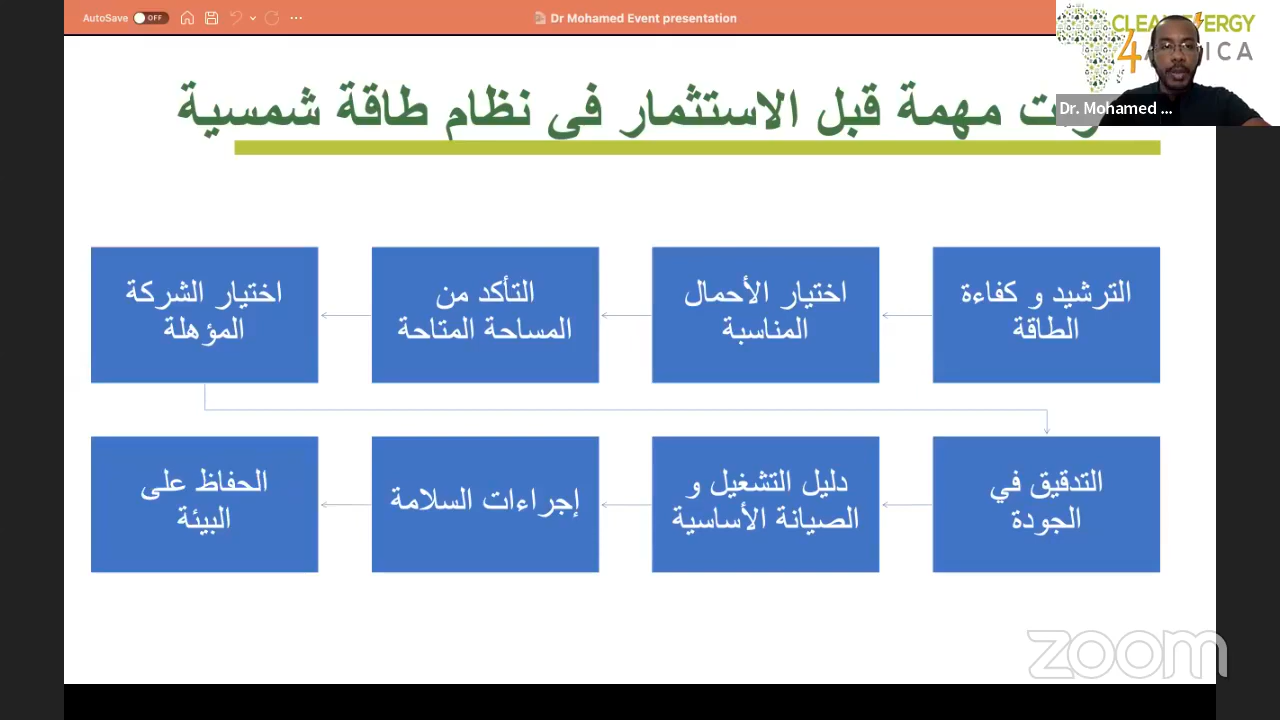 AutoSave OFF
Dr Mohamed Event presentation
Dr. Mohamed ...
مهمة قبل الاستثمار فى نظام طاقة شمسية
الترشيد و كفاءة
الطاقة
اختيار الأحمال
المناسبة
التأكد من
المساحة المتاحة
اختيار الشركة
المؤهلة
التدقيق في
الجودة
دليل التشغيل و
الصيانة الأساسية
إجراءات السلامة
الحفاظ على
البيئة
zoom